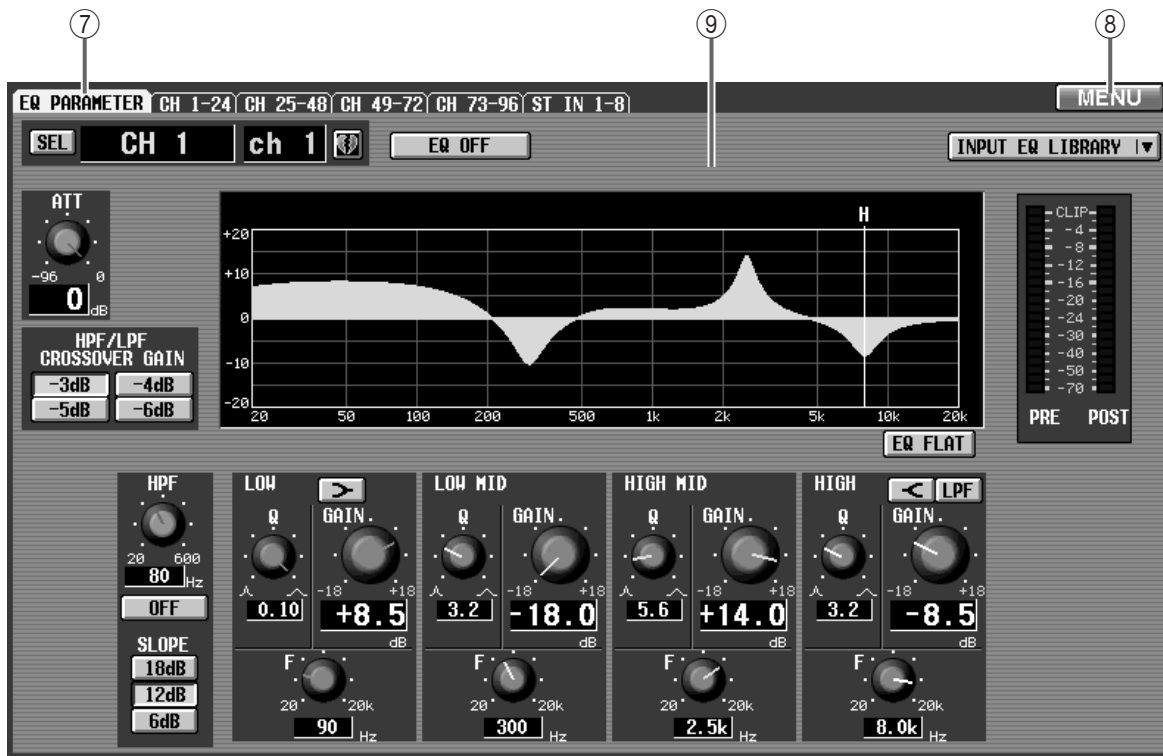 ⑦ ⑨ ⑧
EQ PARAMETER CH 1-24 CH 25-48 CH 49-72 CH 73-96 ST IN 1-8 MENU
SEL CH 1 ch 1 EQ OFF INPUT EQ LIBRARY
ATT
-96 0
0 dB
HPF/LPF
CROSSOVER GAIN
-3dB -4dB
-5dB -6dB
H
+20
+10
0
-10
-20
20 50 100 200 500 1k 2k 5k 10k 20k
EQ FLAT
CLIP
-4
-8
-12
-16
-20
-24
-30
-40
-50
-70
PRE POST
HPF
20 600
80 Hz
OFF
SLOPE
18dB
12dB
6dB
LOW
Q GAIN
-18 +18
0.10 +8.5
dB
F
20 20k
90 Hz
LOW MID
Q GAIN
-18 +18
3.2 -18.0
dB
F
20 20k
300 Hz
HIGH MID
Q GAIN
-18 +18
5.6 +14.0
dB
F
20 20k
2.5k Hz
HIGH LPF
Q GAIN
-18 +18
3.2 -8.5
dB
F
20 20k
8.0k Hz